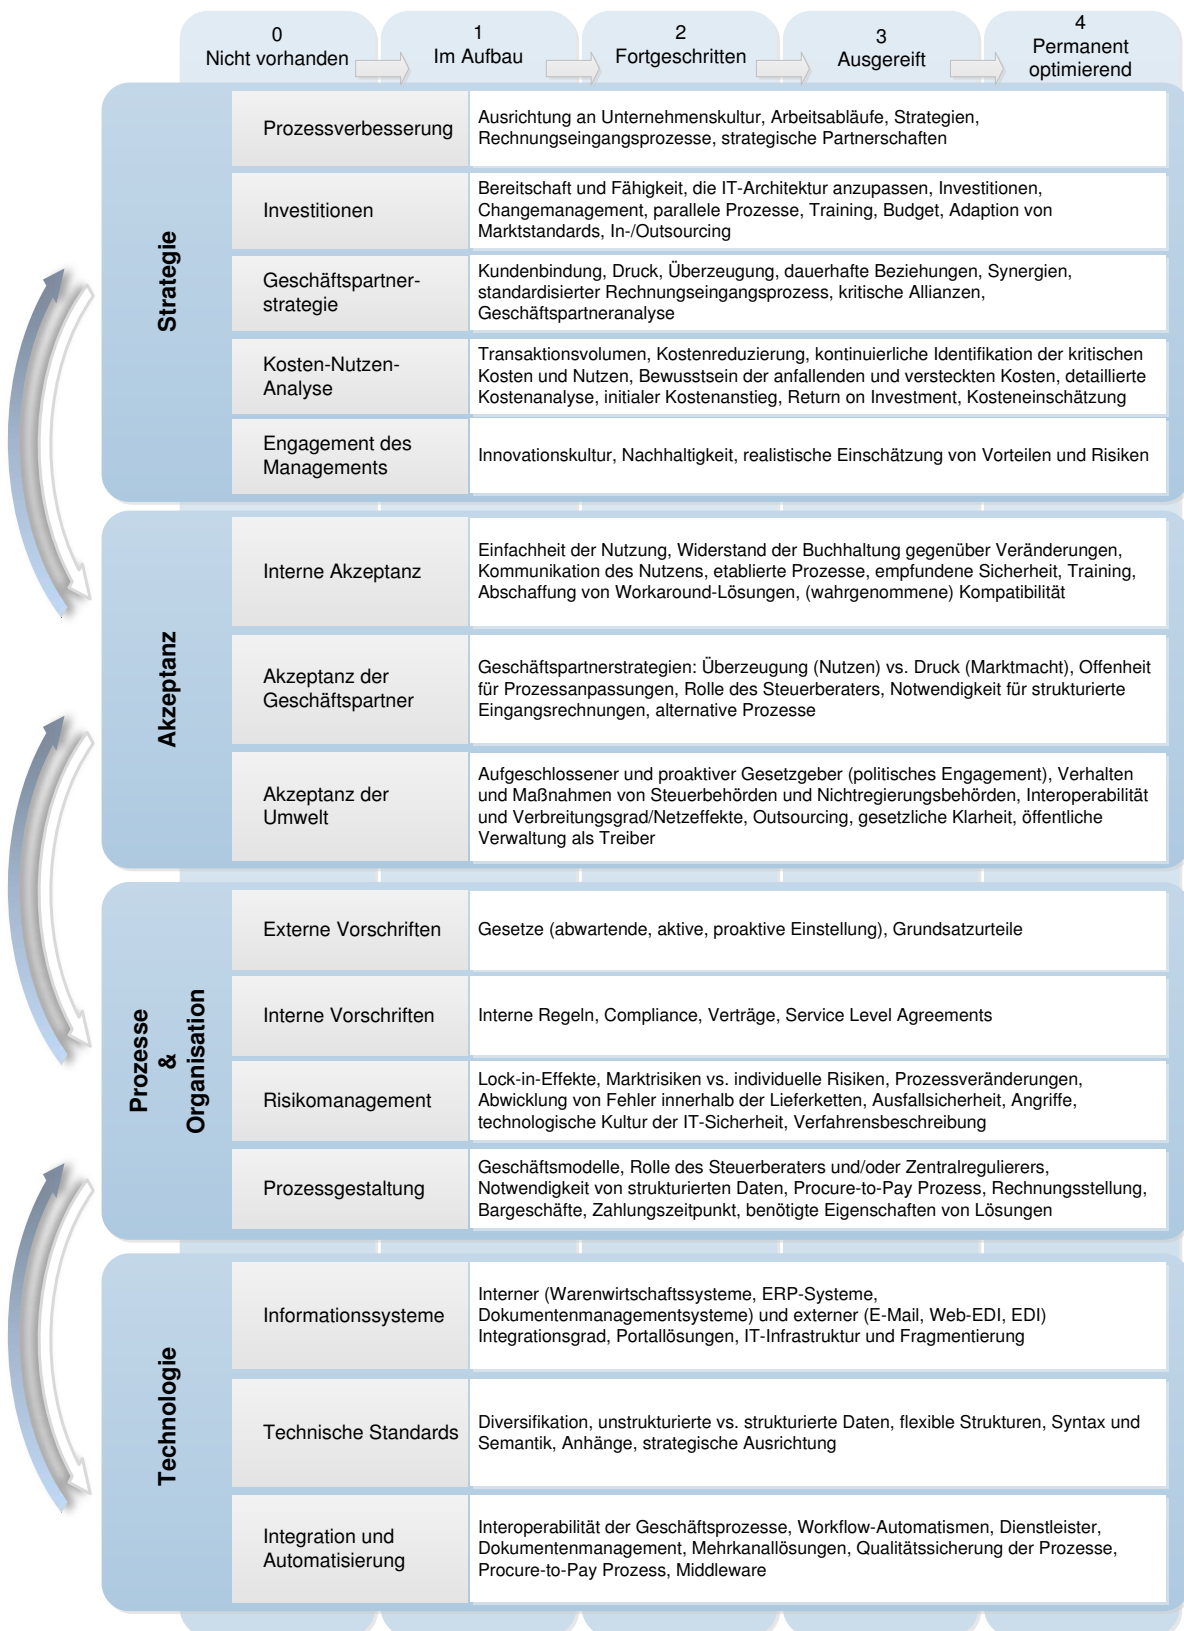 0
Nicht vorhanden
1
Im Aufbau
2
Fortgeschritten
3
Ausgereift
4
Permanent
optimierend
Strategie
Prozessverbesserung
Ausrichtung an Unternehmenskultur, Arbeitsabläufe, Strategien,
Rechnungseingangsprozesse, strategische Partnerschaften
Investitionen
Bereitschaft und Fähigkeit, die IT-Architektur anzupassen, Investitionen,
Changemanagement, parallele Prozesse, Training, Budget, Adaption von
Marktstandards, In-/Outsourcing
Geschäftspartner-
strategie
Kundenbindung, Druck, Überzeugung, dauerhafte Beziehungen, Synergien,
standardisierter Rechnungseingangsprozess, kritische Allianzen,
Geschäftspartneranalyse
Kosten-Nutzen-
Analyse
Transaktionsvolumen, Kostenreduzierung, kontinuierliche Identifikation der kritischen
Kosten und Nutzen, Bewusstsein der anfallenden und versteckten Kosten, detaillierte
Kostenanalyse, initialer Kostenanstieg, Return on Investment, Kosteneinschätzung
Engagement des
Managements
Innovationskultur, Nachhaltigkeit, realistische Einschätzung von Vorteilen und Risiken
Akzeptanz
Interne Akzeptanz
Einfachheit der Nutzung, Widerstand der Buchhaltung gegenüber Veränderungen,
Kommunikation des Nutzens, etablierte Prozesse, empfundene Sicherheit, Training,
Abschaffung von Workaround-Lösungen, (wahrgenommene) Kompatibilität
Akzeptanz der
Geschäftspartner
Geschäftspartnerstrategien: Überzeugung (Nutzen) vs. Druck (Marktmacht), Offenheit
für Prozessanpassungen, Rolle des Steuerberaters, Notwendigkeit für strukturierte
Eingangsrechnungen, alternative Prozesse
Akzeptanz der
Umwelt
Aufgeschlossener und proaktiver Gesetzgeber (politisches Engagement), Verhalten
und Maßnahmen von Steuerbehörden und Nichtregierungsbehörden, Interoperabilität
und Verbreitungsgrad/Netzeffekte, Outsourcing, gesetzliche Klarheit, öffentliche
Verwaltung als Treiber
Prozesse
&
Organisation
Externe Vorschriften
Gesetze (abwartende, aktive, proaktive Einstellung), Grundsatzurteile
Interne Vorschriften
Interne Regeln, Compliance, Verträge, Service Level Agreements
Risikomanagement
Lock-in-Effekte, Marktrisiken vs. individuelle Risiken, Prozessveränderungen,
Abwicklung von Fehler innerhalb der Lieferketten, Ausfallsicherheit, Angriffe,
technologische Kultur der IT-Sicherheit, Verfahrensbeschreibung
Prozessgestaltung
Geschäftsmodelle, Rolle des Steuerberaters und/oder Zentralregulierers,
Notwendigkeit von strukturierten Daten, Procure-to-Pay Prozess, Rechnungsstellung,
Bargeschäfte, Zahlungszeitpunkt, benötigte Eigenschaften von Lösungen
Technologie
Informationssysteme
Interner (Warenwirtschaftssysteme, ERP-Systeme,
Dokumentenmanagementsysteme) und externer (E-Mail, Web-EDI, EDI)
Integrationsgrad, Portallösungen, IT-Infrastruktur und Fragmentierung
Technische Standards
Diversifikation, unstrukturierte vs. strukturierte Daten, flexible Strukturen, Syntax und
Semantik, Anhänge, strategische Ausrichtung
Integration und
Automatisierung
Interoperabilität der Geschäftsprozesse, Workflow-Automatismen, Dienstleister,
Dokumentenmanagement, Mehrkanallösungen, Qualitätssicherung der Prozesse,
Procure-to-Pay Prozess, Middleware